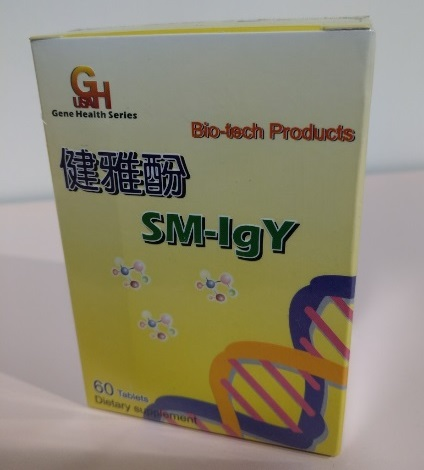 GH
USA
Gene Health Series
Bio-tech Products
健雅酚
SM-IgY
60 Tablets
Dietary supplement